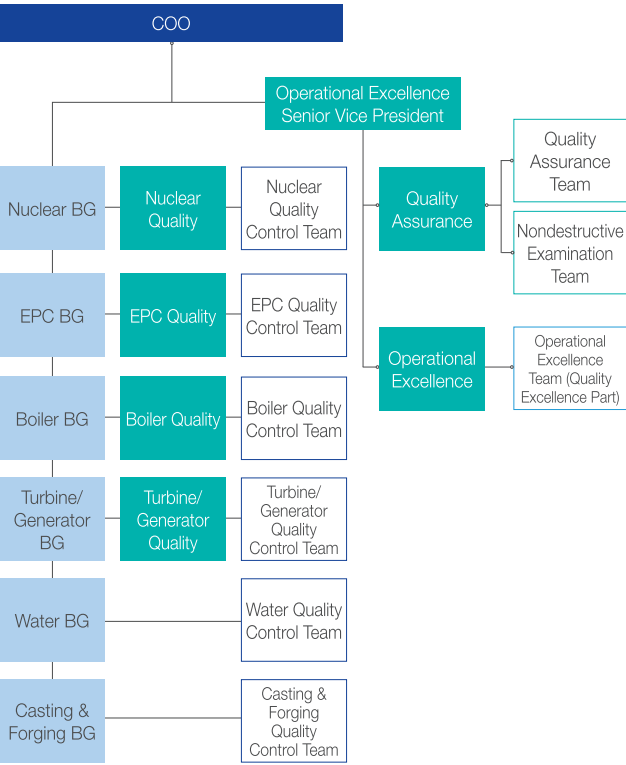 COO
Operational Excellence
Senior Vice President
Nuclear BG
Nuclear
Quality
Nuclear
Quality
Control Team
EPC BG
EPC Quality
EPC Quality
Control Team
Boiler BG
Boiler Quality
Boiler Quality
Control Team
Turbine/
Generator
BG
Turbine/
Generator
Quality
Turbine/
Generator
Quality
Control Team
Water BG
Water Quality
Control Team
Casting &
Forging BG
Casting &
Forging
Quality
Control Team
Quality
Assurance
Quality
Assurance
Team
Nondestructive
Examination
Team
Operational
Excellence
Operational
Excellence
Team (Quality
Excellence Part)